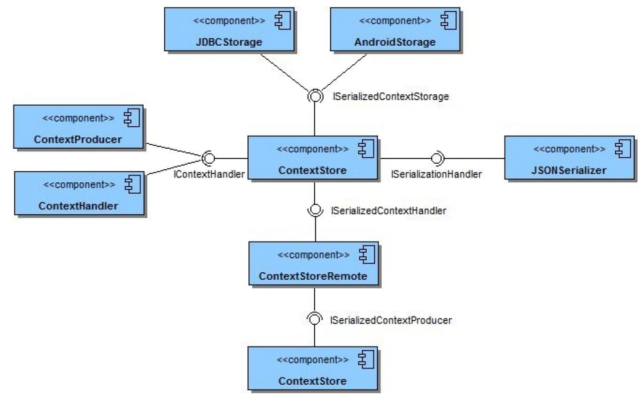 <<component>>
JDBCStorage
<<component>>
AndroidStorage
ISerializedContextStorage
<<component>>
ContextProducer
<<component>>
ContextHandler
IContextHandler
<<component>>
ContextStore
ISerializationHandler
<<component>>
JSONSerializer
ISerializedContextHandler
<<component>>
ContextStoreRemote
ISerializedContextProducer
<<component>>
ContextStore